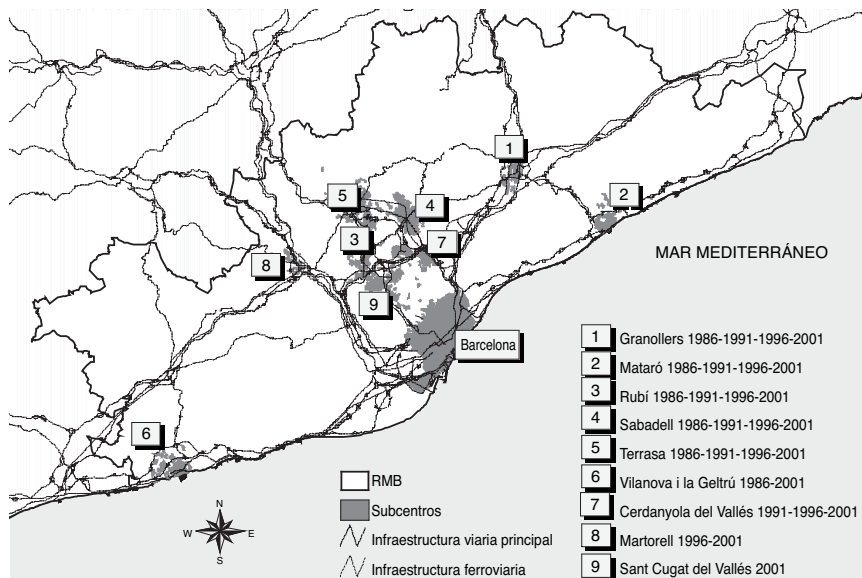 1
2
5
4
3
7
MAR MEDITERRÁNEO
8
9
Barcelona
6
1 Granollers 1986-1991-1996-2001
2 Mataró 1986-1991-1996-2001
3 Rubí 1986-1991-1996-2001
4 Sabadell 1986-1991-1996-2001
5 Terrasa 1986-1991-1996-2001
6 Vilanova i la Geltrú 1986-2001
7 Cerdanyola del Vallés 1991-1996-2001
8 Martorell 1996-2001
9 Sant Cugat del Vallés 2001
RMB
Subcentros
Infraestructura viaria principal
Infraestructura ferroviaria
N
W E
S